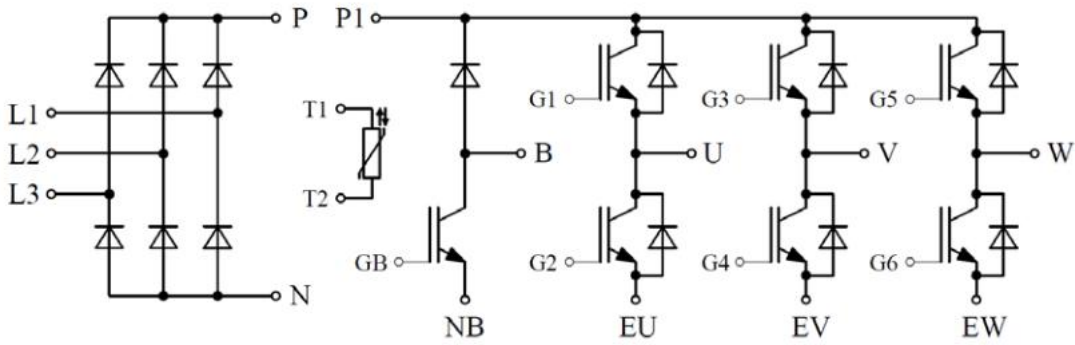 P P1
G1 G3 G5
L1 T1
L2 B U V W
L3 T2
GB G2 G4 G6
N
NB EU EV EW